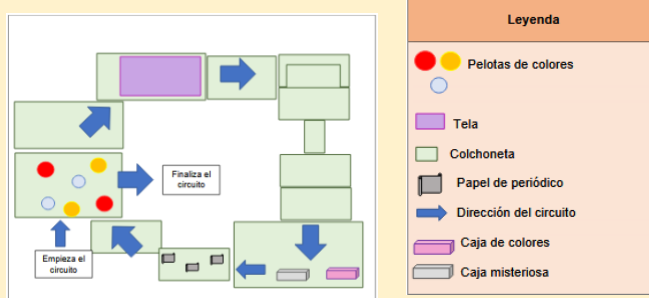 Finaliza el
circuito
Empieza el
circuito
Leyenda
Pelotas de colores
Tela
Colchoneta
Papel de periódico
Dirección del circuito
Caja de colores
Caja misteriosa